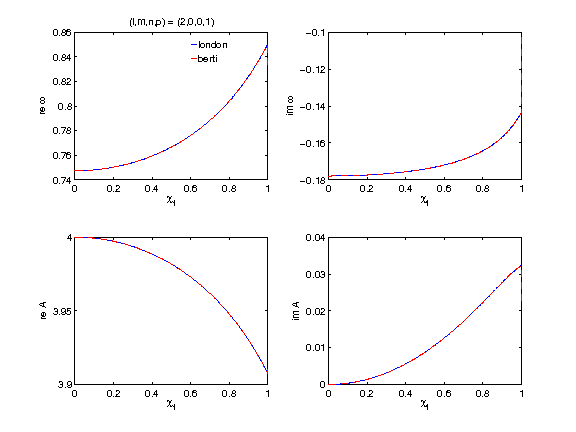 (l,m,n,p) = (2,0,0,1)
0.86
0.84
0.82
0.8
0.78
0.76
0.74
re ω
0 0.2 0.4 0.6 0.8 1
χf
london
berti
-0.1
-0.12
-0.14
-0.16
-0.18
im ω
0 0.2 0.4 0.6 0.8 1
χf
4
3.95
3.9
re A
0 0.2 0.4 0.6 0.8 1
χf
0.04
0.03
0.02
0.01
0
im A
0 0.2 0.4 0.6 0.8 1
χf